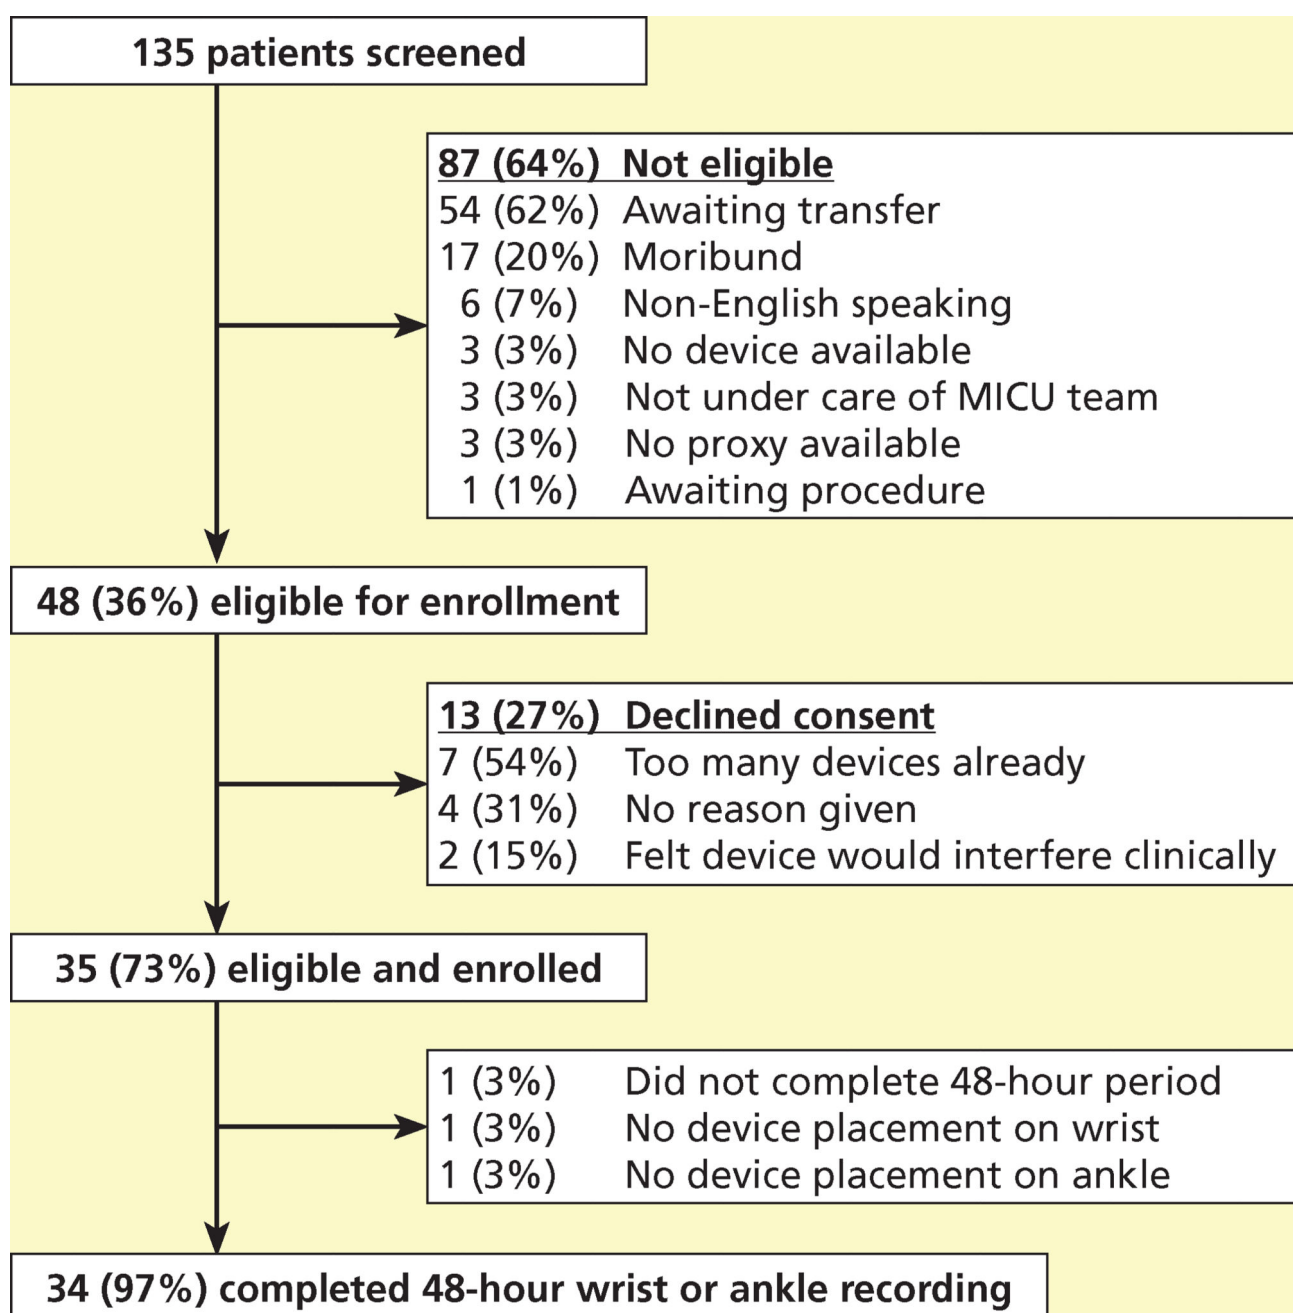 135 patients screened
87 (64%) Not eligible
54 (62%) Awaiting transfer
17 (20%) Moribund
6 (7%) Non-English speaking
3 (3%) No device available
3 (3%) Not under care of MICU team
3 (3%) No proxy available
1 (1%) Awaiting procedure
48 (36%) eligible for enrollment
13 (27%) Declined consent
7 (54%) Too many devices already
4 (31%) No reason given
2 (15%) Felt device would interfere clinically
35 (73%) eligible and enrolled
1 (3%) Did not complete 48-hour period
1 (3%) No device placement on wrist
1 (3%) No device placement on ankle
34 (97%) completed 48-hour wrist or ankle recording